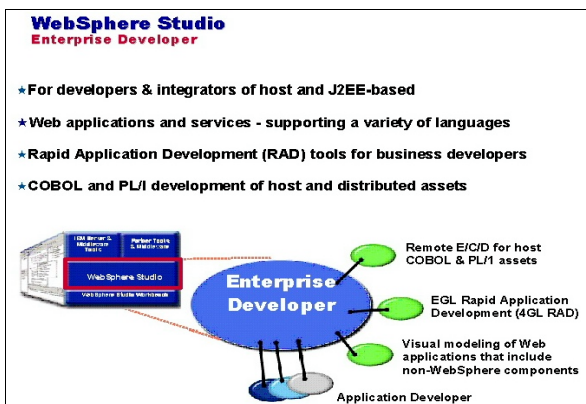 WebSphere Studio
Enterprise Developer
★For developers & integrators of host and J2EE-based
★Web applications and services - supporting a variety of languages
★Rapid Application Development (RAD) tools for business developers
★COBOL and PL/I development of host and distributed assets
IBM Server & Middleware Tools
Partner Tools & Middleware
WebSphere Studio
WebSphere Studio Workbench
Enterprise
Developer
Remote E/C/D for host
COBOL & PL/1 assets
EGL Rapid Application
Development (4GL RAD)
Visual modeling of Web
applications that include
non-WebSphere components
Application Developer